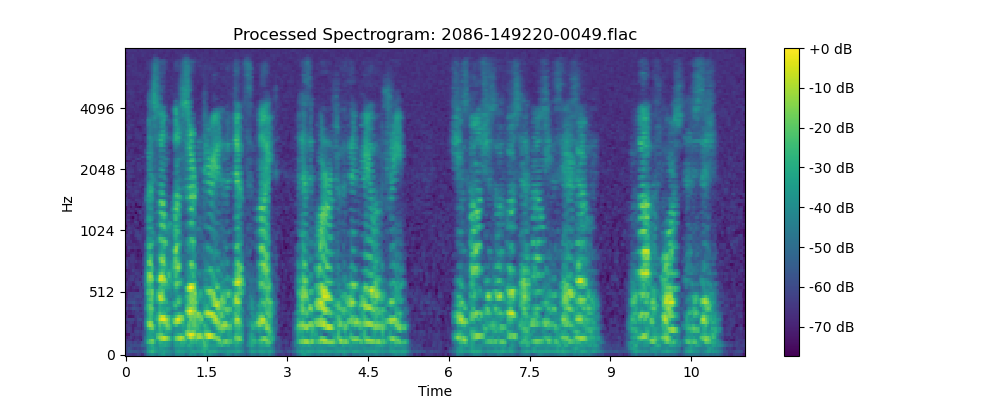 Processed Spectrogram: 2086-149220-0049.flac
Hz
4096
2048
1024
512
0
0 1.5 3 4.5 6 7.5 9 10
Time
+0 dB
-10 dB
-20 dB
-30 dB
-40 dB
-50 dB
-60 dB
-70 dB